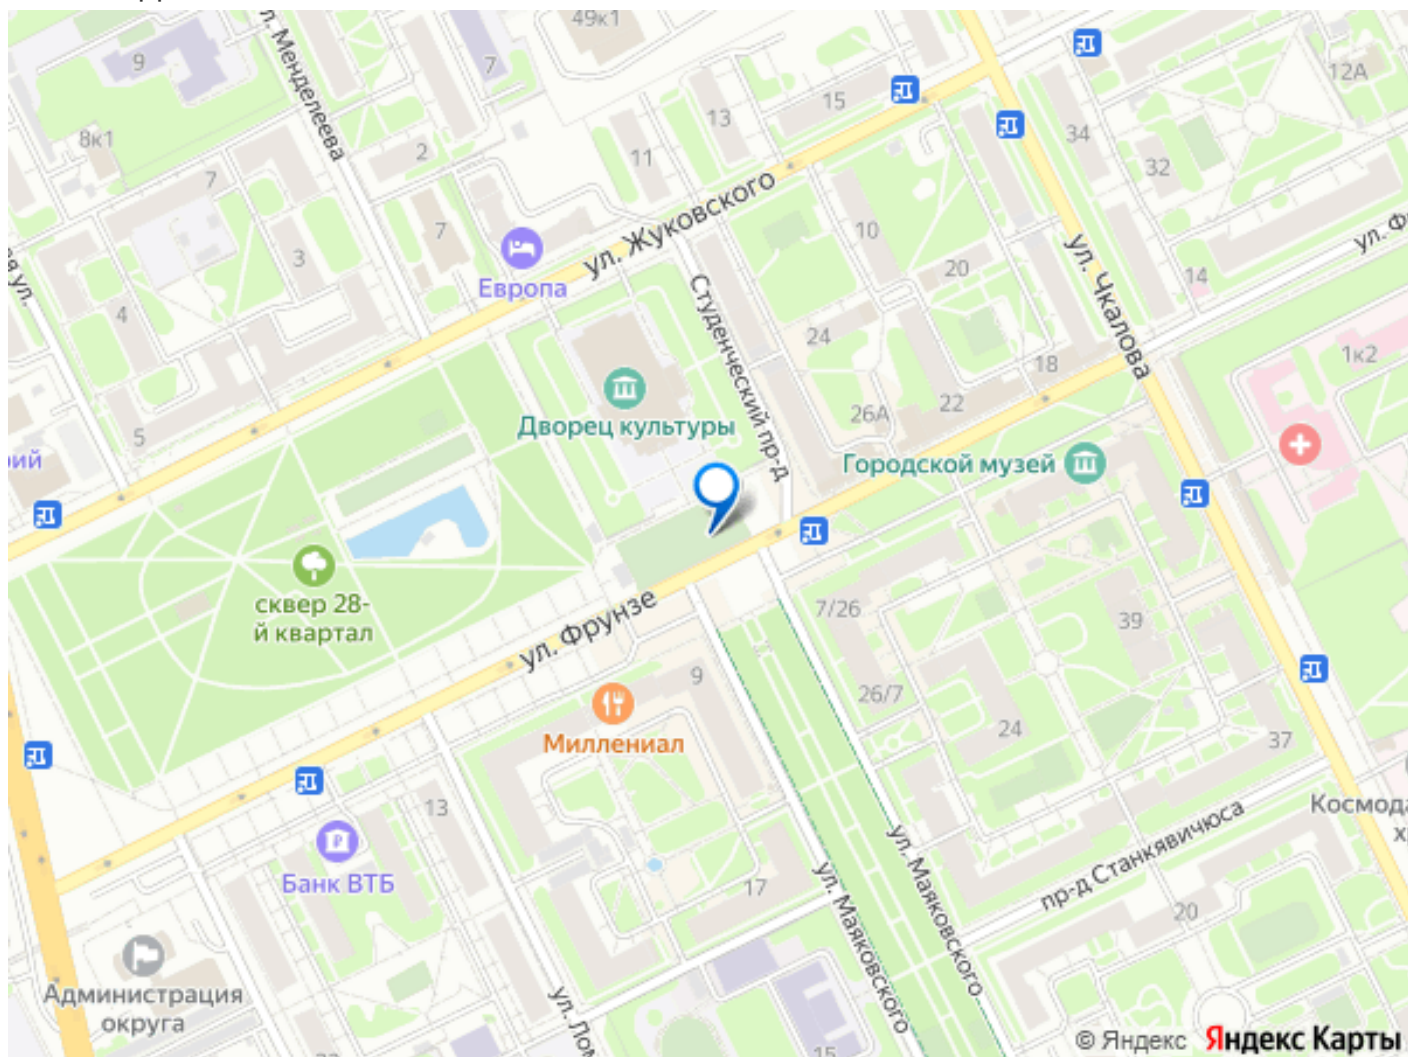 49к1
9
ул. Менделеева
7
8к1
7
2
11
13
15
12А
34
32
3
7
4
5
Европа
ул. Жуковского
Студенческий пр-д
10
20
24
18
22
26А
14
ул. Чкалова
1к2
Дворец культуры
Городской музей
сквер 28-
й квартал
ул. Фрунзе
7/26
39
26/7
24
37
9
Миллениал
13
Банк ВТБ
17
ул. Маяковского
ул. Маяковского
пр-д Станкявичюса
20
Администрация
округа
15
© Яндекс Яндекс Карты